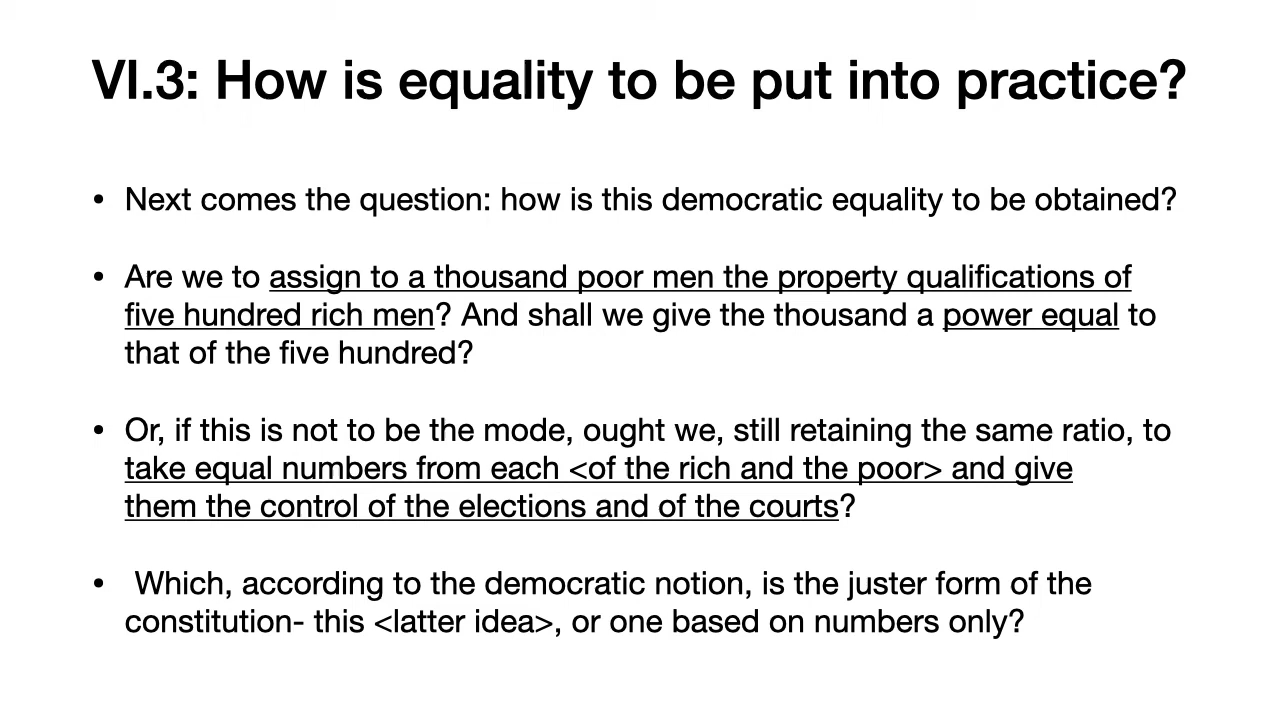 VI.3: How is equality to be put into practice?
• Next comes the question: how is this democratic equality to be obtained?
• Are we to assign to a thousand poor men the property qualifications of
five hundred rich men? And shall we give the thousand a power equal to
that of the five hundred?
• Or, if this is not to be the mode, ought we, still retaining the same ratio, to
take equal numbers from each <of the rich and the poor> and give
them the control of the elections and of the courts?
• Which, according to the democratic notion, is the juster form of the
constitution- this <latter idea>, or one based on numbers only?